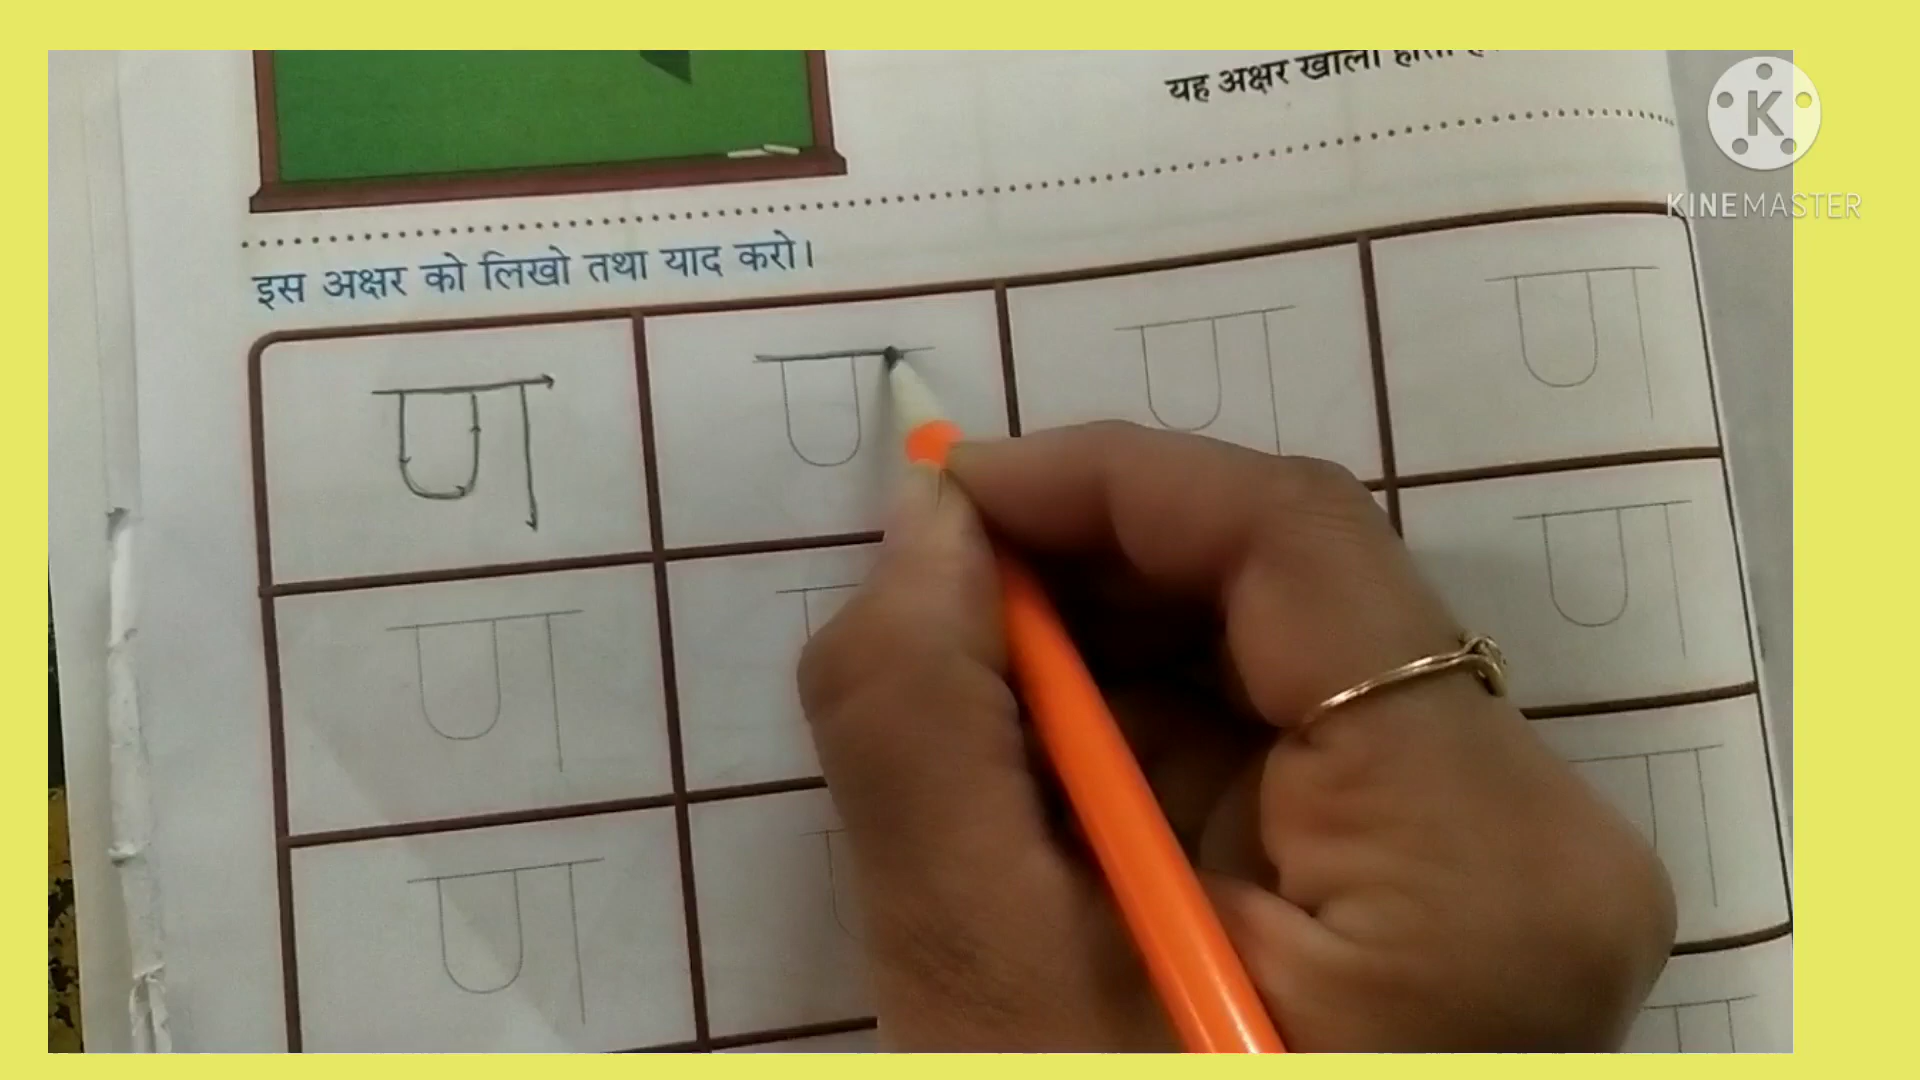 यह अक्षर खाली
K
KINEMASTER
इस अक्षर को लिखो तथा याद करो।
ण ण ण ण
ण ण
ण